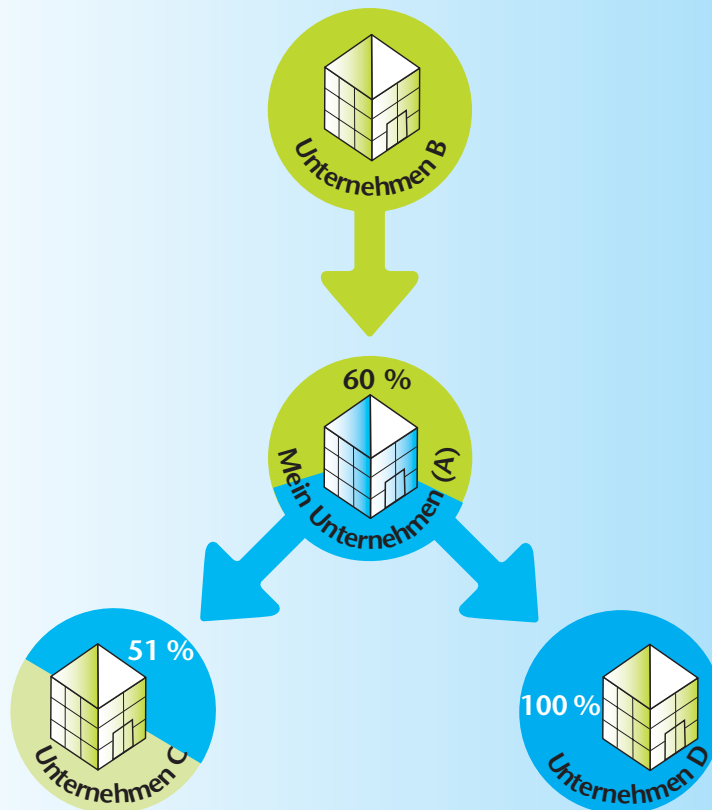 Unternehmen B
60 %
Mein Unternehmen (A)
51 %
Unternehmen C
100 %
Unternehmen D